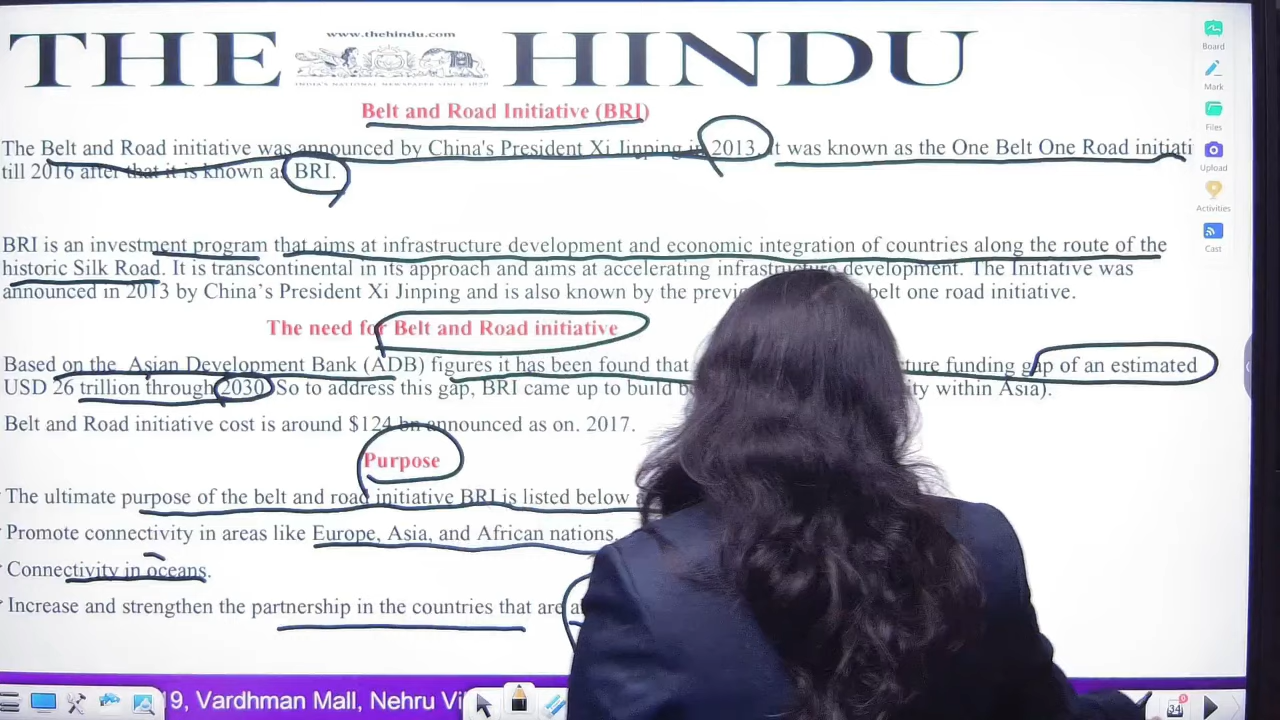 www.thehindu.com
THE HINDU
INDIA'S NATIONAL NEWSPAPER SINCE 1878
Belt and Road Initiative (BRI)
The Belt and Road initiative was announced by China's President Xi Jinping in 2013. It was known as the One Belt One Road initiati
till 2016 after that it is known as BRI.
BRI is an investment program that aims at infrastructure development and economic integration of countries along the route of the
historic Silk Road. It is transcontinental in its approach and aims at accelerating infrastructure development. The Initiative was
announced in 2013 by China's President Xi Jinping and is also known by the previ belt one road initiative.
The need for Belt and Road initiative
Based on the Asian Development Bank (ADB) figures it has been found that ture funding gap of an estimated
USD 26 trillion through 2030. So to address this gap, BRI came up to build b ity within Asia).
Belt and Road initiative cost is around $124 bn announced as on. 2017.
Purpose
The ultimate purpose of the belt and road initiative BRI is listed below a
Promote connectivity in areas like Europe, Asia, and African nations.
Connectivity in oceans.
Increase and strengthen the partnership in the countries that are a
Board
Mark
Files
Upload
Activities
Cast
19, Vardhman Mall, Nehru Vi
34